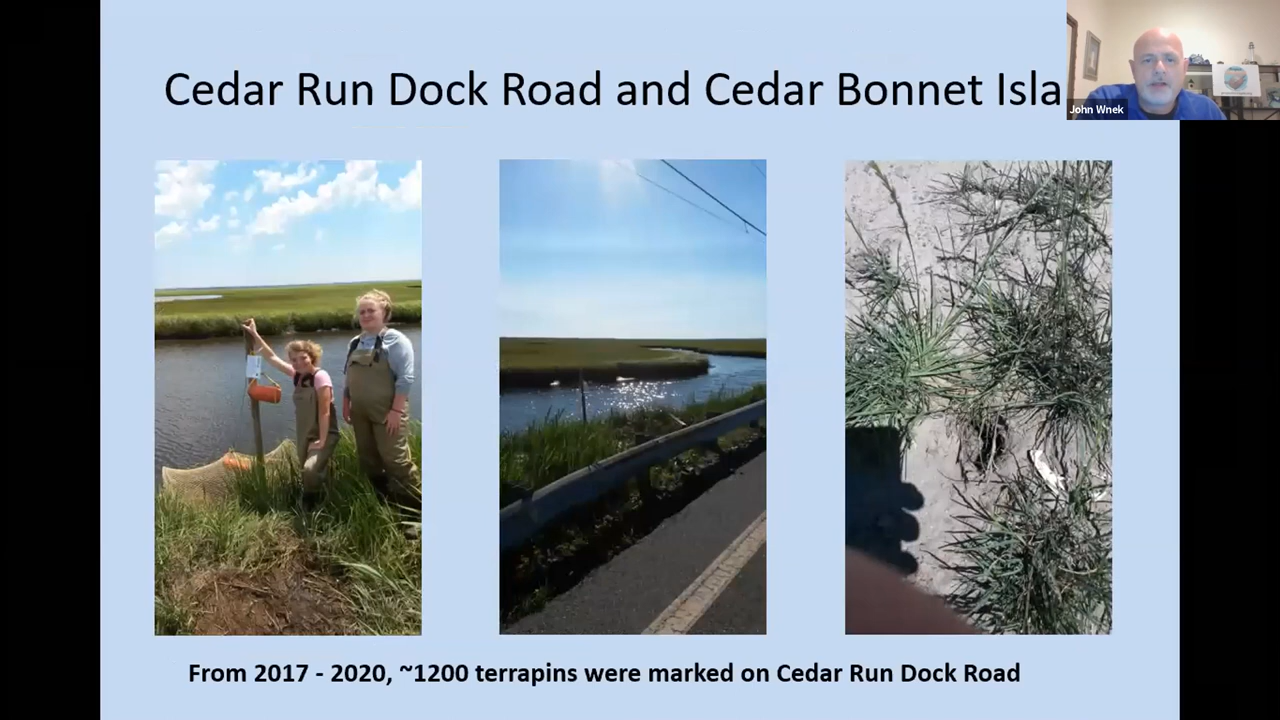 Cedar Run Dock Road and Cedar Bonnet Isla
John Wnek
From 2017 - 2020, ~1200 terrapins were marked on Cedar Run Dock Road